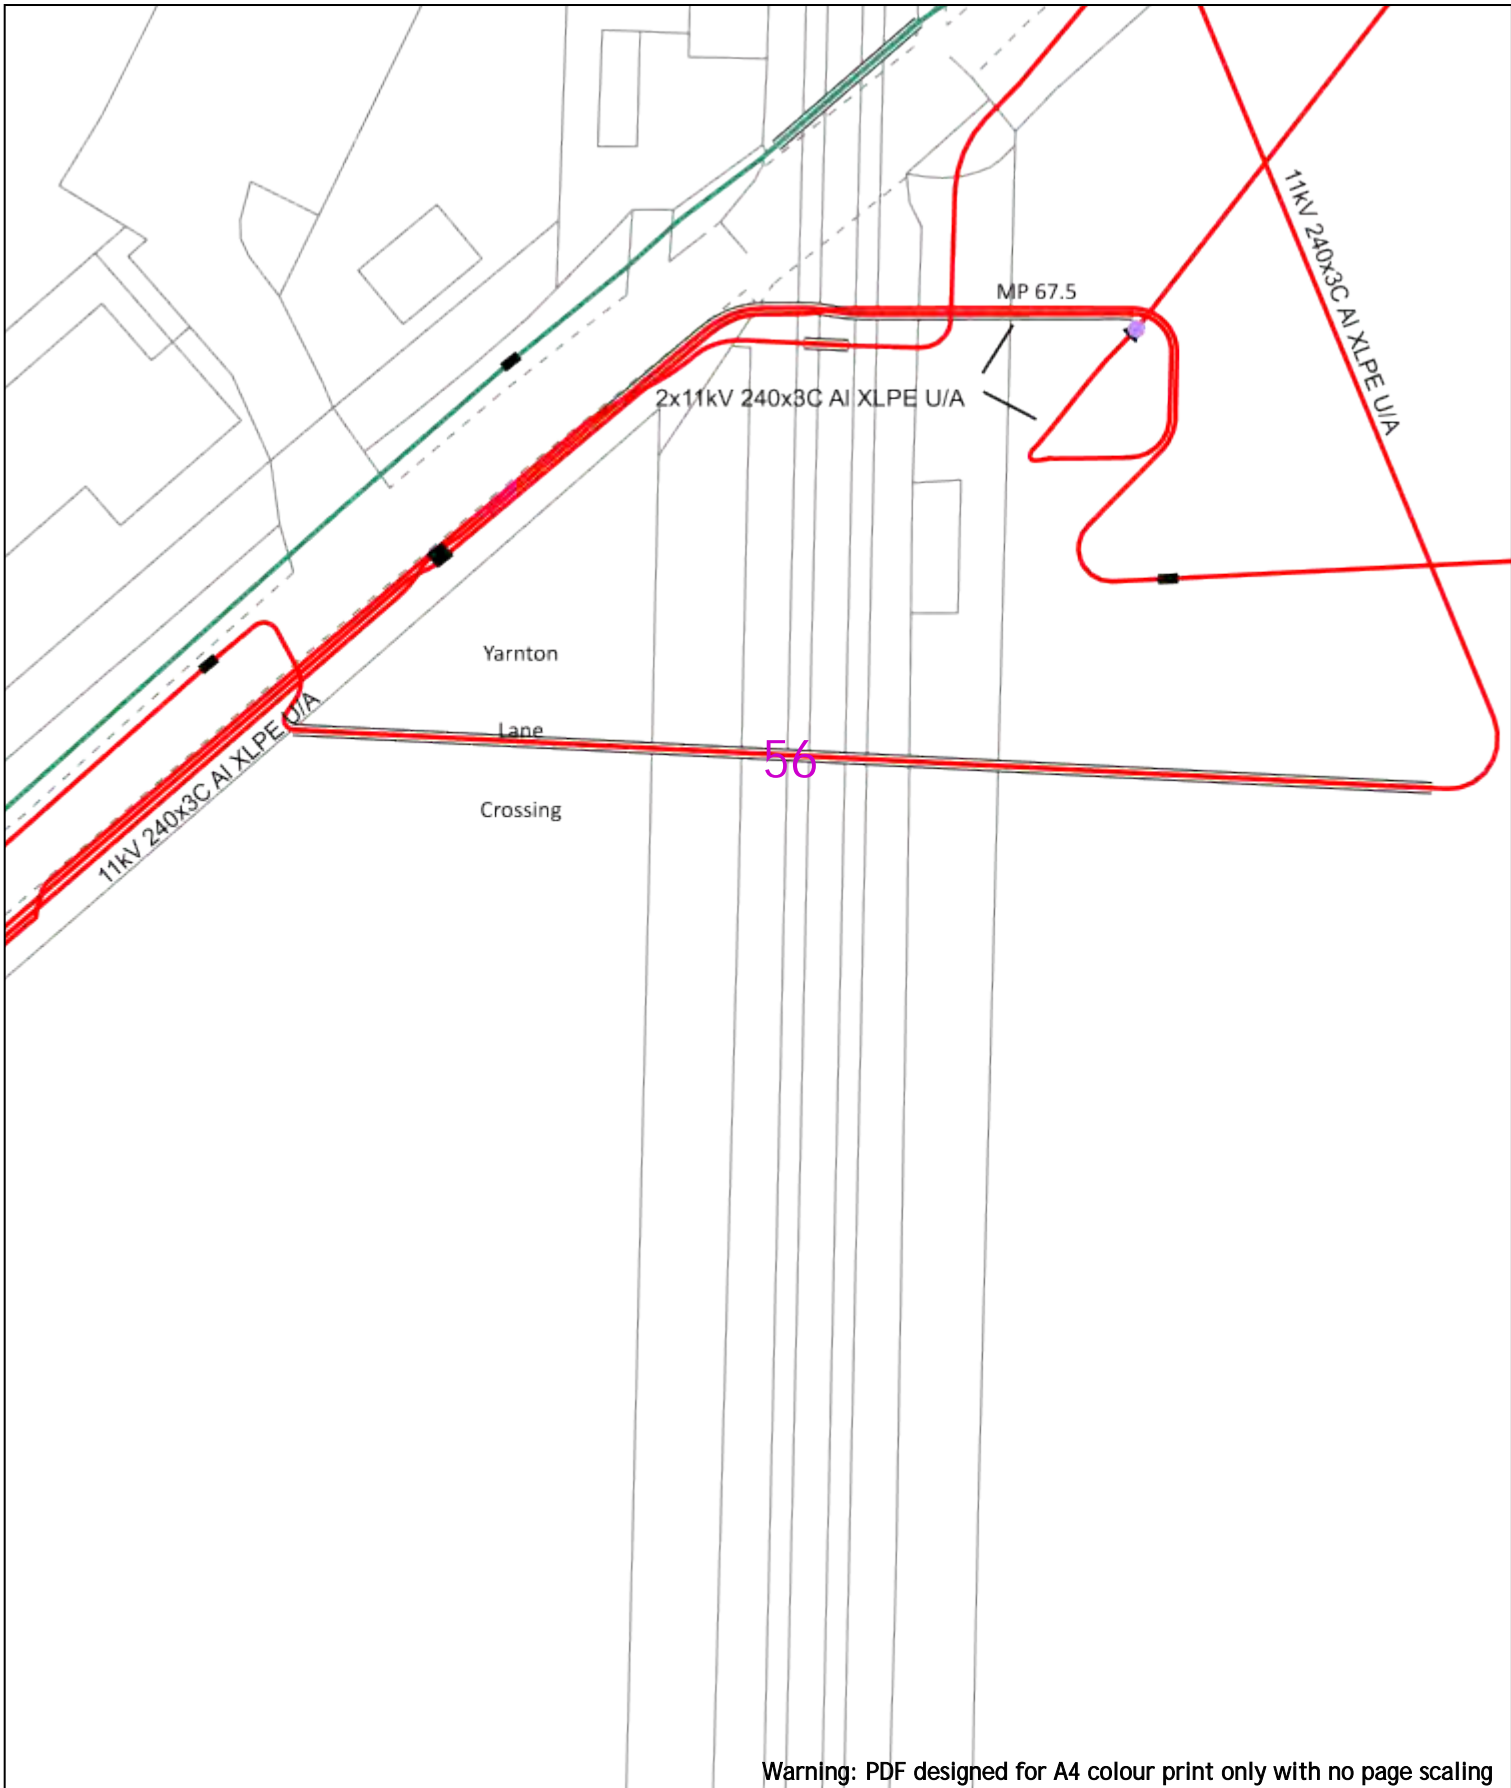 11kV 240x3C Al XLPE U/A
MP 67.5
2x11kV 240x3C Al XLPE U/A
Yarnton
Lane
56
11kV 240x3C Al XLPE U/A
Crossing
Warning: PDF designed for A4 colour print only with no page scaling